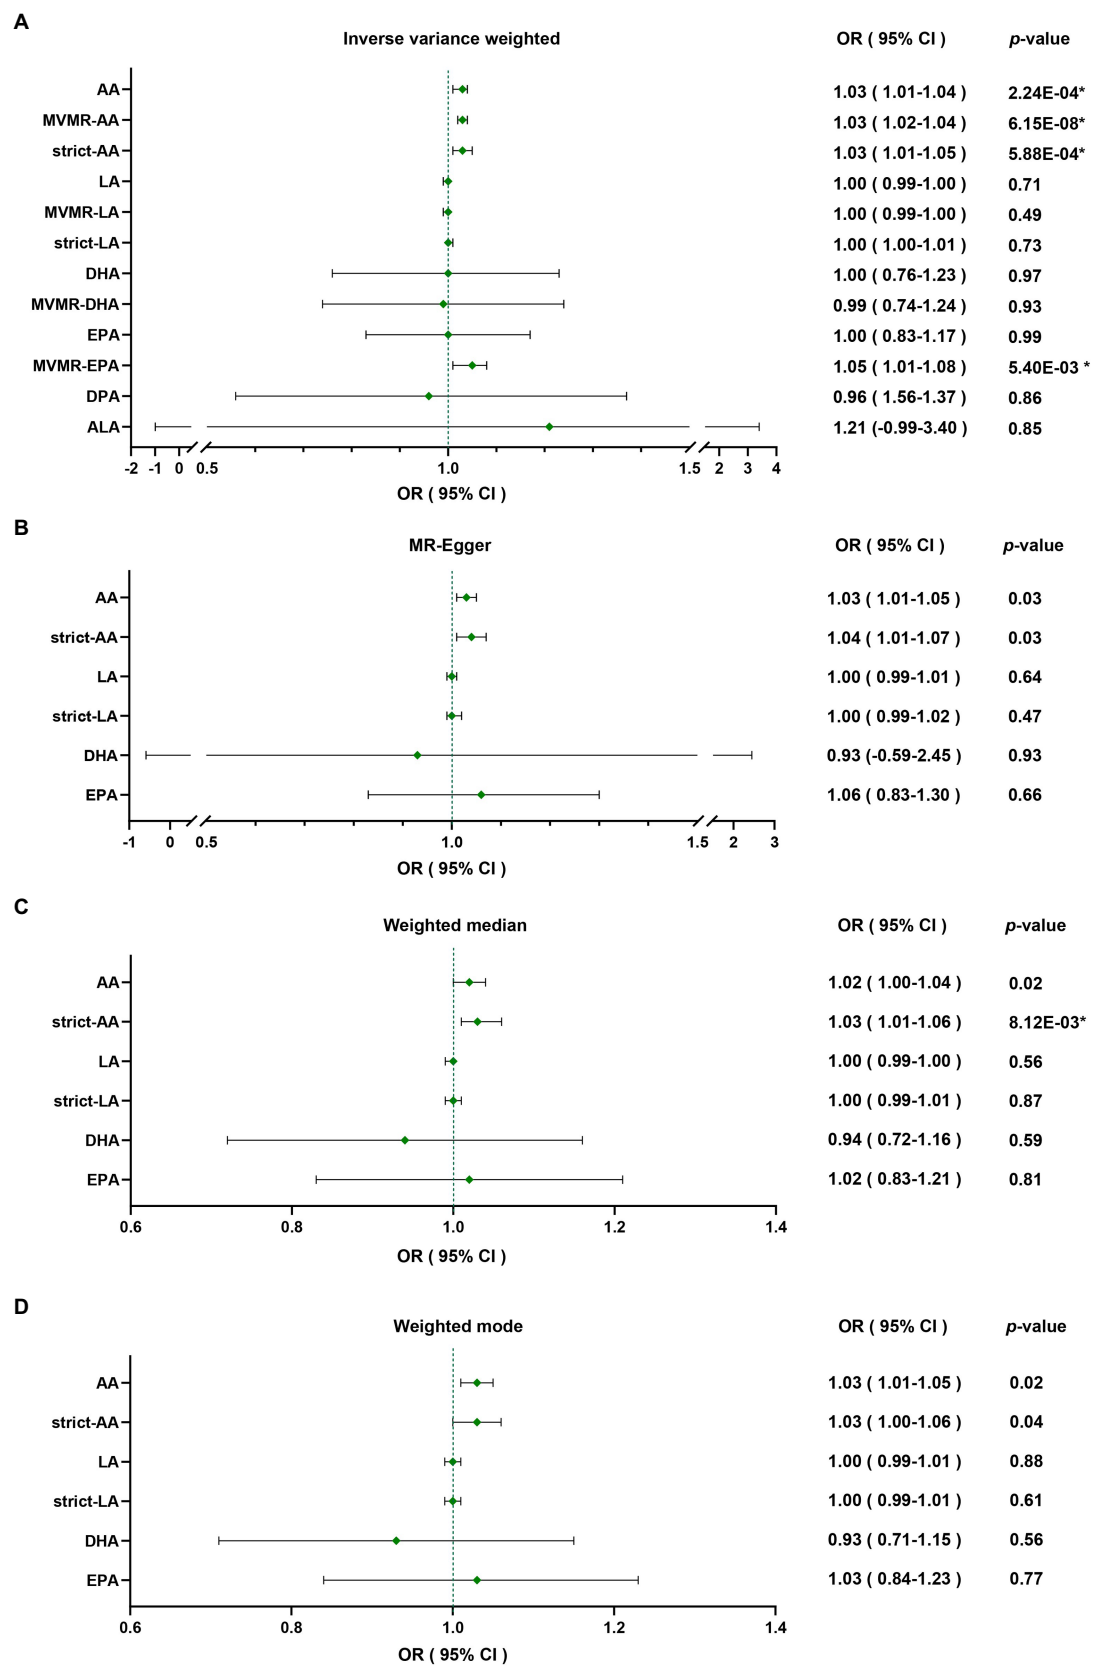 A
Inverse variance weighted OR ( 95% CI ) p-value
AA 1.03 ( 1.01-1.04 ) 2.24E-04*
MVMR-AA 1.03 ( 1.02-1.04 ) 6.15E-08*
strict-AA 1.03 ( 1.01-1.05 ) 5.88E-04*
LA 1.00 ( 0.99-1.00 ) 0.71
MVMR-LA 1.00 ( 0.99-1.00 ) 0.49
strict-LA 1.00 ( 1.00-1.01 ) 0.73
DHA 1.00 ( 0.76-1.23 ) 0.97
MVMR-DHA 0.99 ( 0.74-1.24 ) 0.93
EPA 1.00 ( 0.83-1.17 ) 0.99
MVMR-EPA 1.05 ( 1.01-1.08 ) 5.40E-03 *
DPA 0.96 ( 1.56-1.37 ) 0.86
ALA 1.21 (-0.99-3.40 ) 0.85
-2 -1 0 0.5 1.0 1.5 2 3 4
OR ( 95% CI )
B
MR-Egger OR ( 95% CI ) p-value
AA 1.03 ( 1.01-1.05 ) 0.03
strict-AA 1.04 ( 1.01-1.07 ) 0.03
LA 1.00 ( 0.99-1.01 ) 0.64
strict-LA 1.00 ( 0.99-1.02 ) 0.47
DHA 0.93 (-0.59-2.45 ) 0.93
EPA 1.06 ( 0.83-1.30 ) 0.66
-1 0 0.5 1.0 1.5 2 3
OR ( 95% CI )
C
Weighted median OR ( 95% CI ) p-value
AA 1.02 ( 1.00-1.04 ) 0.02
strict-AA 1.03 ( 1.01-1.06 ) 8.12E-03*
LA 1.00 ( 0.99-1.00 ) 0.56
strict-LA 1.00 ( 0.99-1.01 ) 0.87
DHA 0.94 ( 0.72-1.16 ) 0.59
EPA 1.02 ( 0.83-1.21 ) 0.81
0.6 0.8 1.0 1.2 1.4
OR ( 95% CI )
D
Weighted mode OR ( 95% CI ) p-value
AA 1.03 ( 1.01-1.05 ) 0.02
strict-AA 1.03 ( 1.00-1.06 ) 0.04
LA 1.00 ( 0.99-1.01 ) 0.88
strict-LA 1.00 ( 0.99-1.01 ) 0.61
DHA 0.93 ( 0.71-1.15 ) 0.56
EPA 1.03 ( 0.84-1.23 ) 0.77
0.6 0.8 1.0 1.2 1.4
OR ( 95% CI )